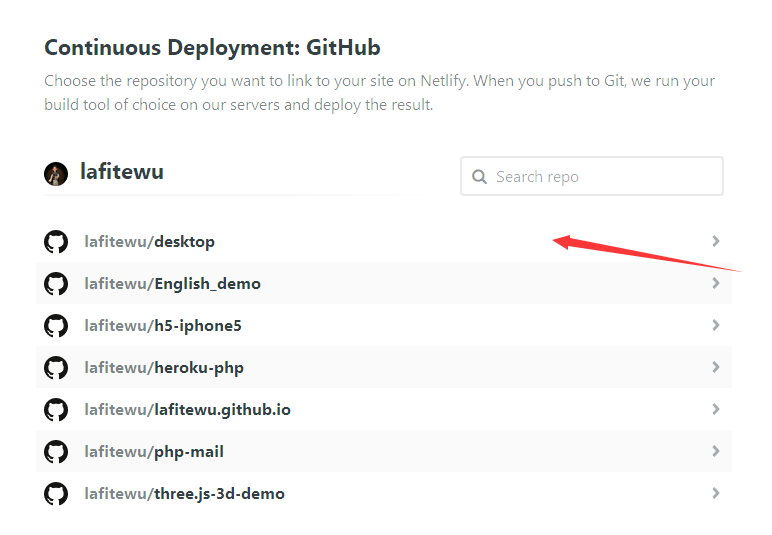 Continuous Deployment: GitHub
Choose the repository you want to link to your site on Netlify. When you push to Git, we run your
build tool of choice on our servers and deploy the result.
lafitewu
Search repo
lafitewu/desktop
lafitewu/English_demo
lafitewu/h5-iphone5
lafitewu/heroku-php
lafitewu/lafitewu.github.io
lafitewu/php-mail
lafitewu/three.js-3d-demo